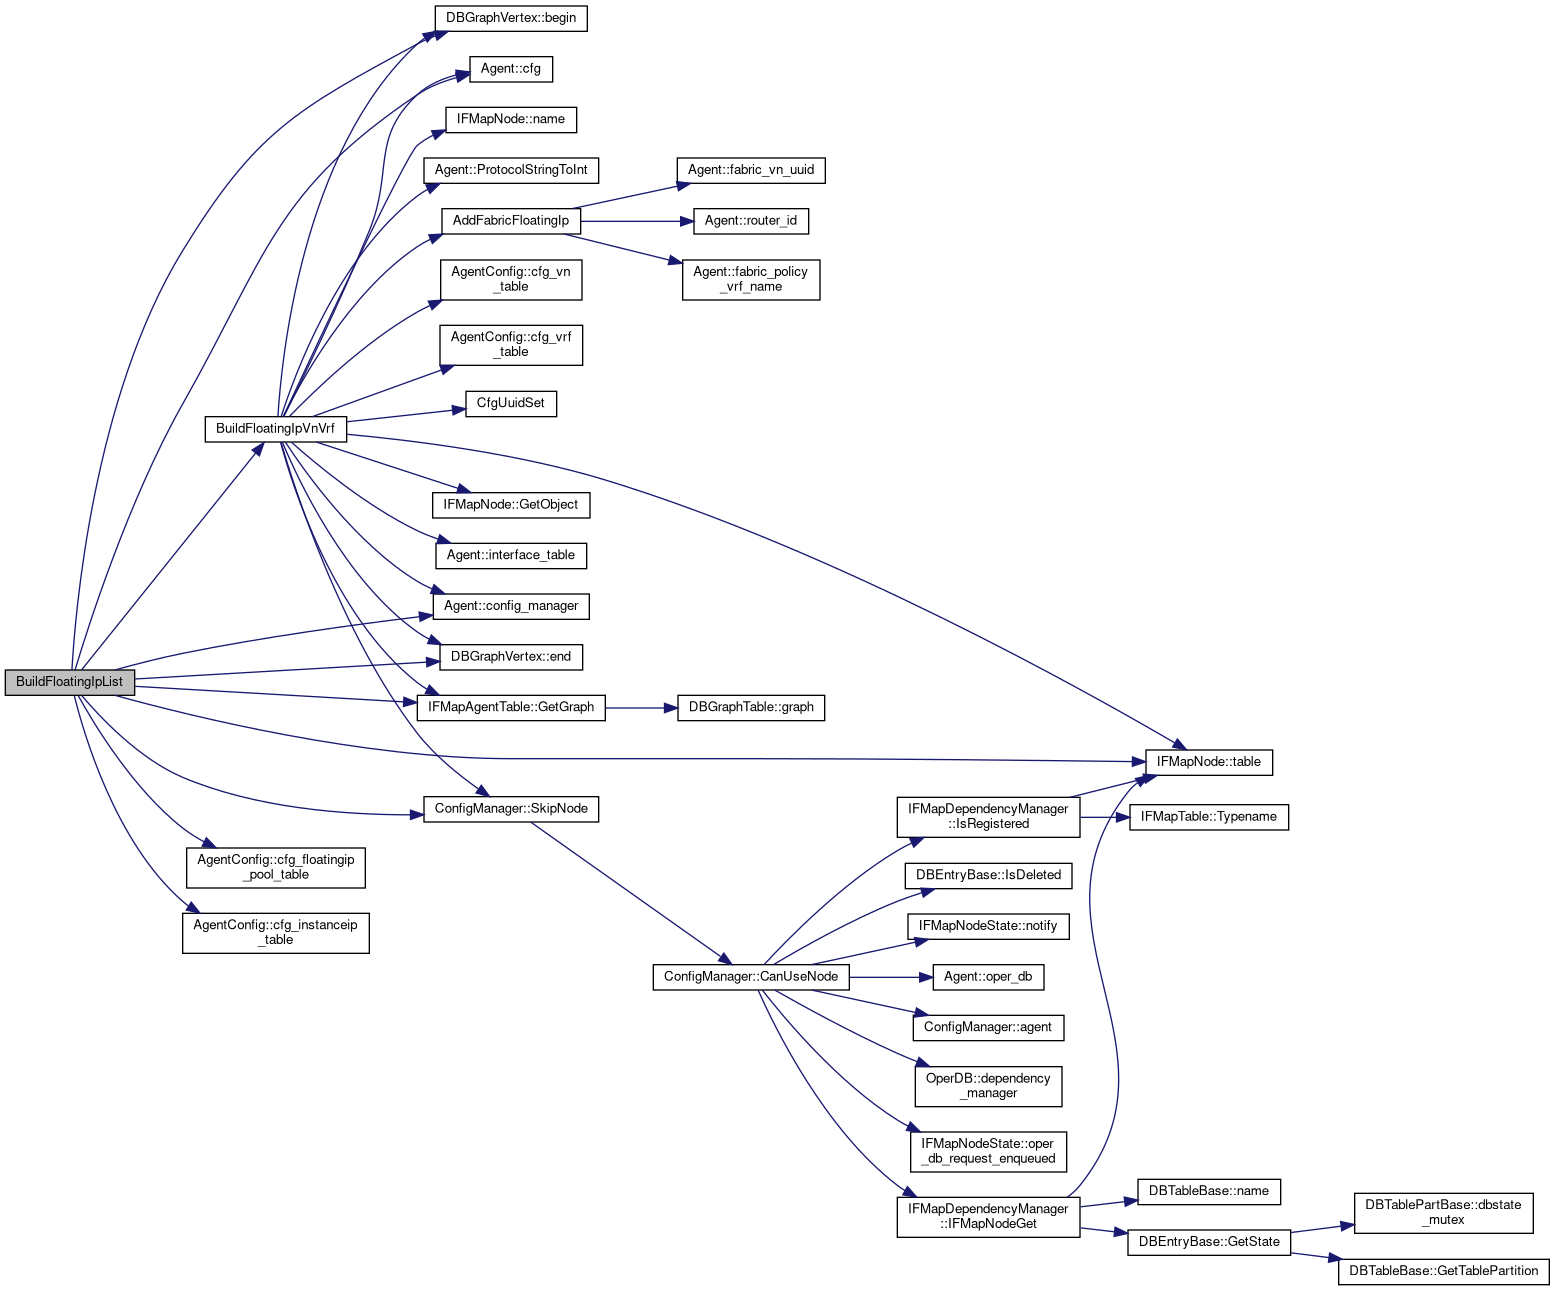 DBGraphVertex::begin
Agent::cfg
IFMapNode::name
Agent::ProtocolStringToInt
Agent::fabric_vn_uuid
AddFabricFloatingIp
Agent::router_id
AgentConfig::cfg_vn
_table
Agent::fabric_policy
_vrf_name
AgentConfig::cfg_vrf
_table
CfgUuidSet
BuildFloatingIpVnVrf
IFMapNode::GetObject
Agent::interface_table
Agent::config_manager
DBGraphVertex::end
BuildFloatingIpList
IFMapAgentTable::GetGraph
DBGraphTable::graph
IFMapNode::table
ConfigManager::SkipNode
IFMapDependencyManager
::IsRegistered
IFMapTable::Typename
AgentConfig::cfg_floatingip
_pool_table
DBEntryBase::IsDeleted
AgentConfig::cfg_instanceip
_table
IFMapNodeState::notify
ConfigManager::CanUseNode
Agent::oper_db
ConfigManager::agent
OperDB::dependency
_manager
IFMapNodeState::oper
_db_request_enqueued
IFMapDependencyManager
::IFMapNodeGet
DBTableBase::name
DBTablePartBase::dbstate
_mutex
DBEntryBase::GetState
DBTableBase::GetTablePartition